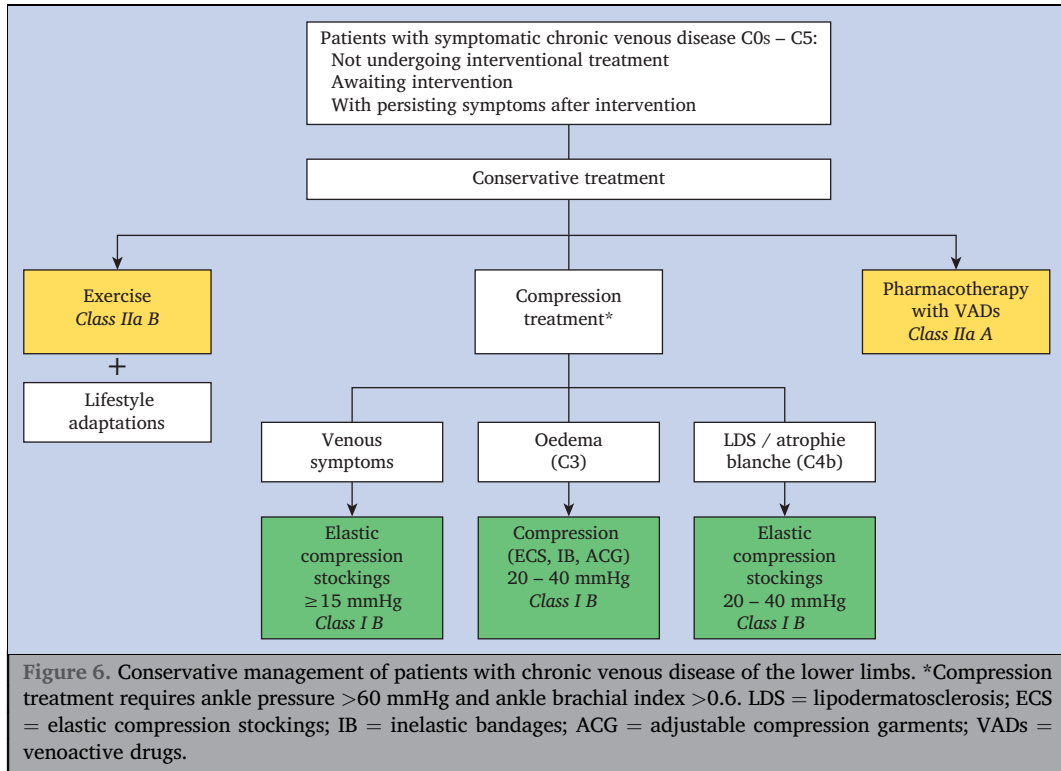 Patients with symptomatic chronic venous disease C0s – C5:
Not undergoing interventional treatment
Awaiting intervention
With persisting symptoms after intervention
Conservative treatment
Exercise
Class IIa B
+
Lifestyle
adaptations
Compression
treatment*
Pharmacotherapy
with VADs
Class IIa A
Venous
symptoms
Oedema
(C3)
LDS / atrophie
blanche (C4b)
Elastic
compression
stockings
≥15 mmHg
Class I B
Compression
(ECS, IB, ACG)
20 – 40 mmHg
Class I B
Elastic
compression
stockings
20 – 40 mmHg
Class I B
Figure 6. Conservative management of patients with chronic venous disease of the lower limbs. *Compression
treatment requires ankle pressure >60 mmHg and ankle brachial index >0.6. LDS = lipodermatosclerosis; ECS
= elastic compression stockings; IB = inelastic bandages; ACG = adjustable compression garments; VADs =
venoactive drugs.